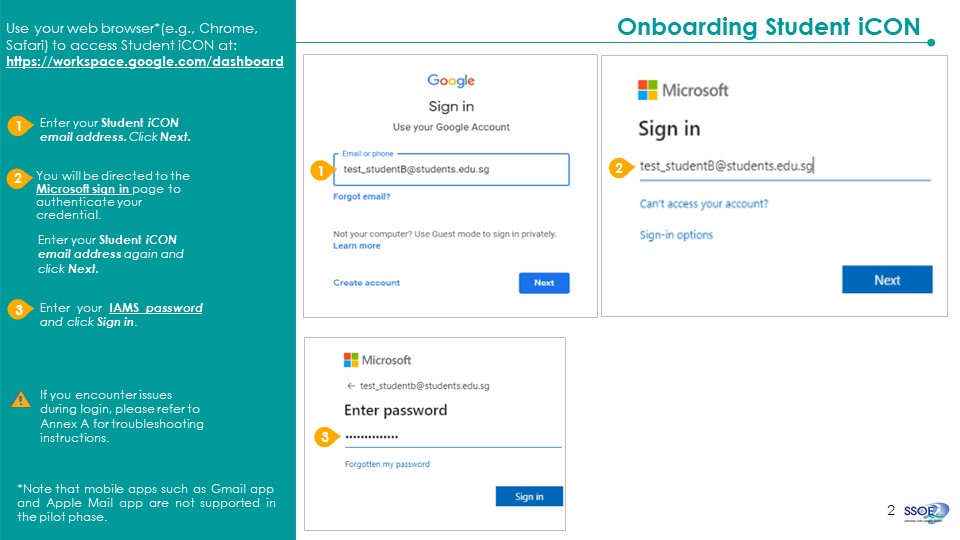 Onboarding Student iCON
Use your web browser*(e.g., Chrome,
Safari) to access Student iCON at:
https://workspace.google.com/dashboard
1
Enter your Student iCON
email address. Click Next.
2
You will be directed to the
Microsoft sign in page to
authenticate your
credential.
Enter your Student iCON
email address again and
click Next.
3
Enter your IAMS password
and click Sign in.
If you encounter issues
during login, please refer to
Annex A for troubleshooting
instructions.
*Note that mobile apps such as Gmail app
and Apple Mail app are not supported in
the pilot phase.
Google
Sign in
Use your Google Account
Email or phone
1
test_studentB@students.edu.sg
Forgot email?
Not your computer? Use Guest mode to sign in privately.
Learn more
Create account
Next
Microsoft
Sign in
2
test_studentB@students.edu.sg
Can't access your account?
Sign-in options
Next
Microsoft
← test_studentb@students.edu.sg
Enter password
3
••••••••••••••
Forgotten my password
Sign in
2
SSOE2